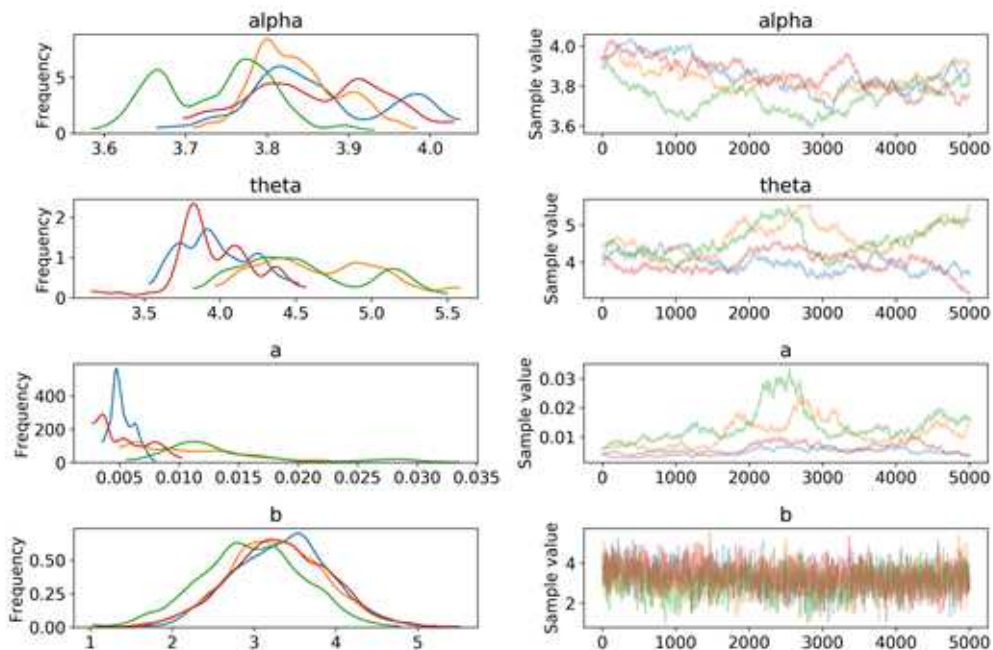 alpha
alpha
Frequency
5
0
3.6 3.7 3.8 3.9 4.0
Sample value
4.0
3.8
3.6
0 1000 2000 3000 4000 5000
theta
theta
Frequency
2
1
0
3.5 4.0 4.5 5.0 5.5
Sample value
5
4
0 1000 2000 3000 4000 5000
a
a
Frequency
400
200
0
0.005 0.010 0.015 0.020 0.025 0.030 0.035
Sample value
0.03
0.02
0.01
0 1000 2000 3000 4000 5000
b
b
Frequency
0.50
0.25
0.00
1 2 3 4 5
Sample value
4
2
0 1000 2000 3000 4000 5000